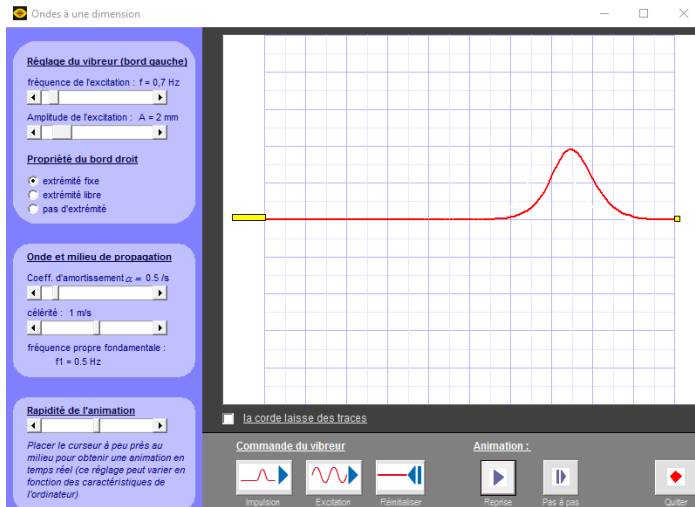 Ondes à une dimension
Réglage du vibreur (bord gauche)
fréquence de l'excitation : f = 0,7 Hz
Amplitude de l'excitation : A = 2 mm
Propriété du bord droit
extrémité fixe
extrémité libre
pas d'extrémité
Onde et milieu de propagation
Coeff. d'amortissement α = 0.5 /s
célérité : 1 m/s
fréquence propre fondamentale :
f1 = 0.5 Hz
Rapidité de l'animation
Placer le curseur à peu près au
milieu pour obtenir une animation en
temps réel (ce réglage peut varier en
fonction des caractéristiques de
l'ordinateur)
la corde laisse des traces
Commande du vibreur
Impulsion
Excitation
Réinitialiser
Animation :
Reprise
Pas à pas
Quitter